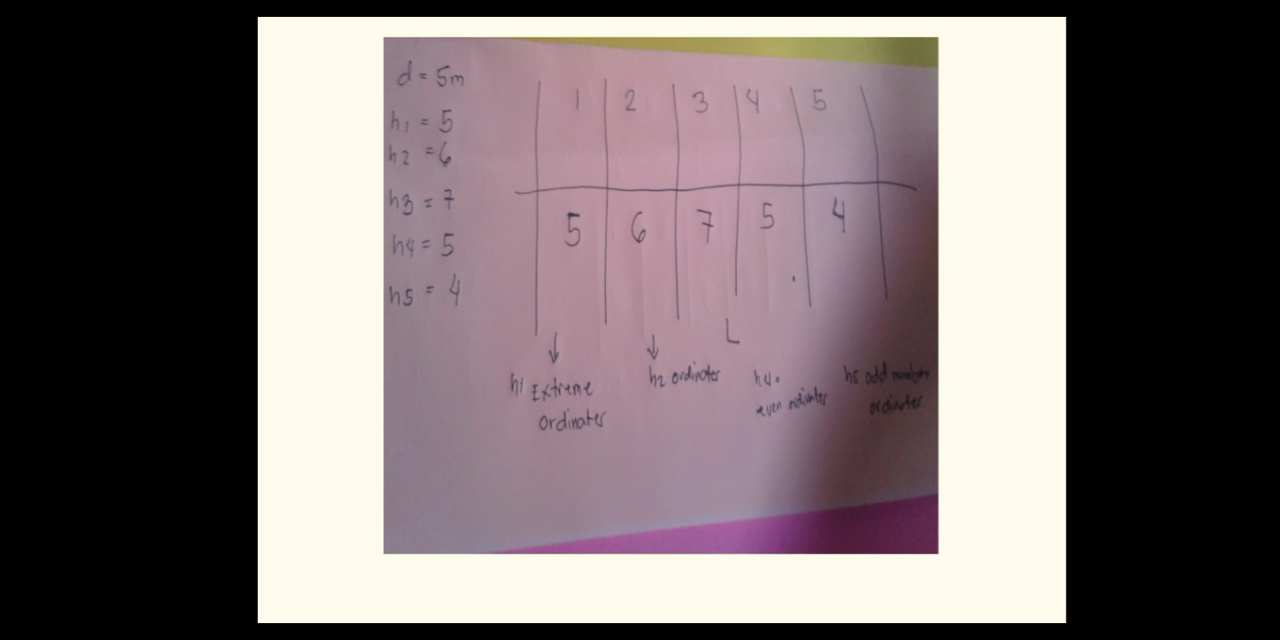 d = 5m
h1 = 5
h2 = 6
h3 = 7
h4 = 5
h5 = 4
1 2 3 4 5
5 6 7 5 4
h1 Extreme
ordinates
h2 ordinates
h4=
even ordinates
h5 odd number
ordinates